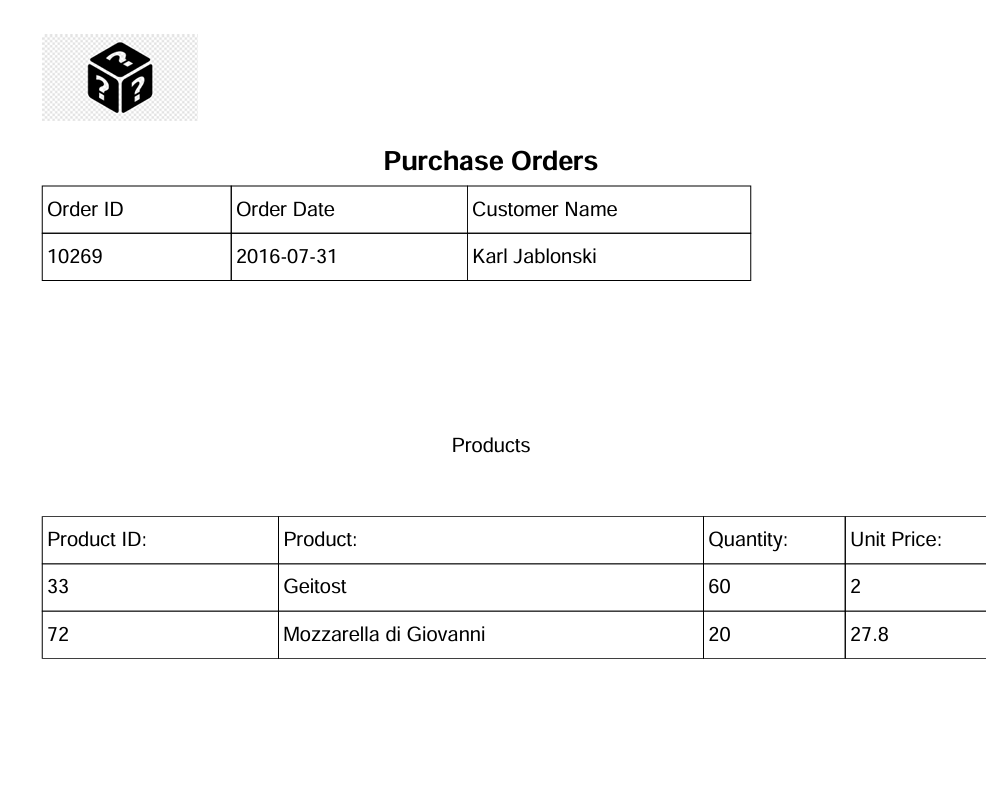 Purchase Orders
Order ID Order Date Customer Name
10269 2016-07-31 Karl Jablonski
Products
Product ID: Product: Quantity: Unit Price:
33 Geitost 60 2
72 Mozzarella di Giovanni 20 27.8